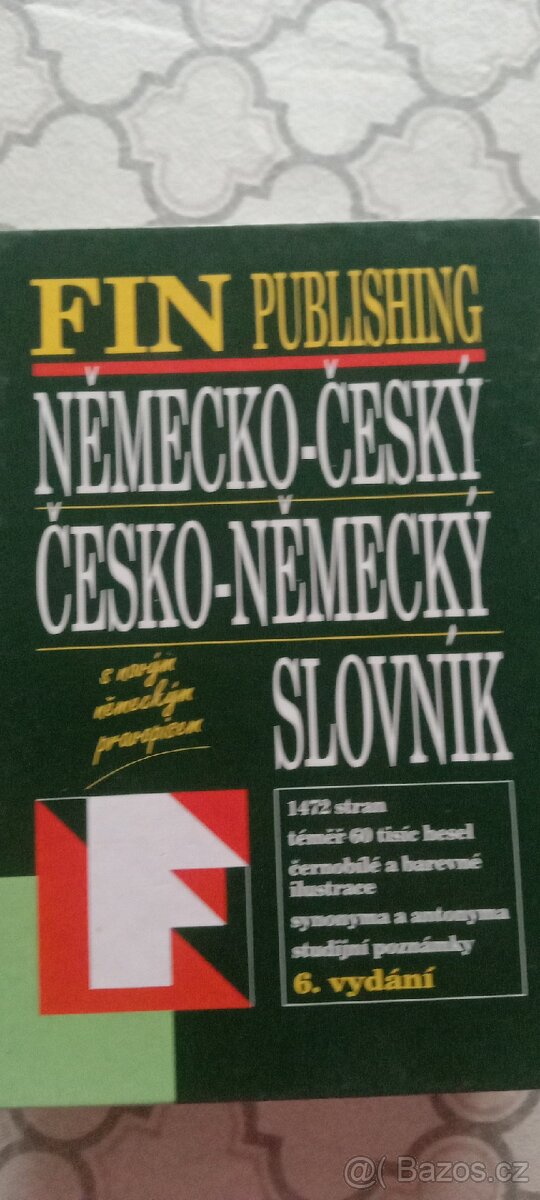 FIN PUBLISHING
NĚMECKO-ČESKÝ
ČESKO-NĚMECKÝ
SLOVNÍK
s novým
německým
pravopisem
1472 stran
téměř 60 tisíc hesel
černobílé a barevné
ilustrace
synonyma a antonyma
studijní poznámky
6. vydání
@ Bazos.cz